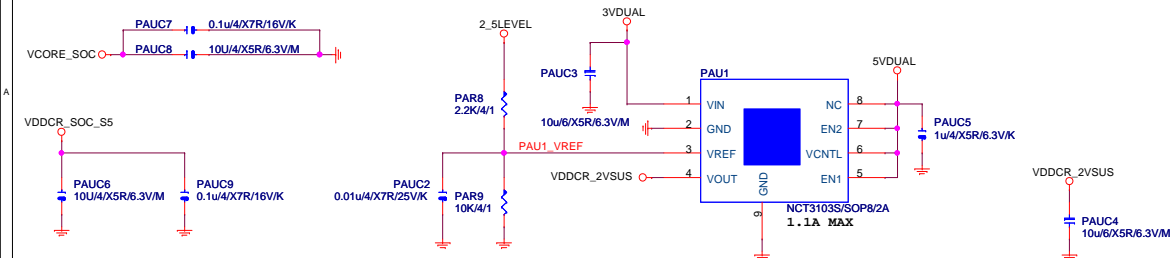 PAUC7
0.1u/4/X7R/16V/K
VCORE_SOC
PAUC8
10U/4/X5R/6.3V/M
A
VDDCR_SOC_S5
PAUC6
10U/4/X5R/6.3V/M
PAUC9
0.1u/4/X7R/16V/K
2_5LEVEL
PAR8
2.2K/4/1
PAU1_VREF
PAUC2
0.01u/4/X7R/25V/K
PAR9
10K/4/1
3VDUAL
PAUC3
10u/6/X5R/6.3V/M
VDDCR_2VSUS
PAU1
1
VIN
2
GND
3
VREF
4
VOUT
NC
8
EN2
7
VCNTL
6
EN1
5
GND
9
NCT3103S/SOP8/2A
1.1A MAX
5VDUAL
PAUC5
1u/4/X5R/6.3V/K
VDDCR_2VSUS
PAUC4
10u/6/X5R/6.3V/M